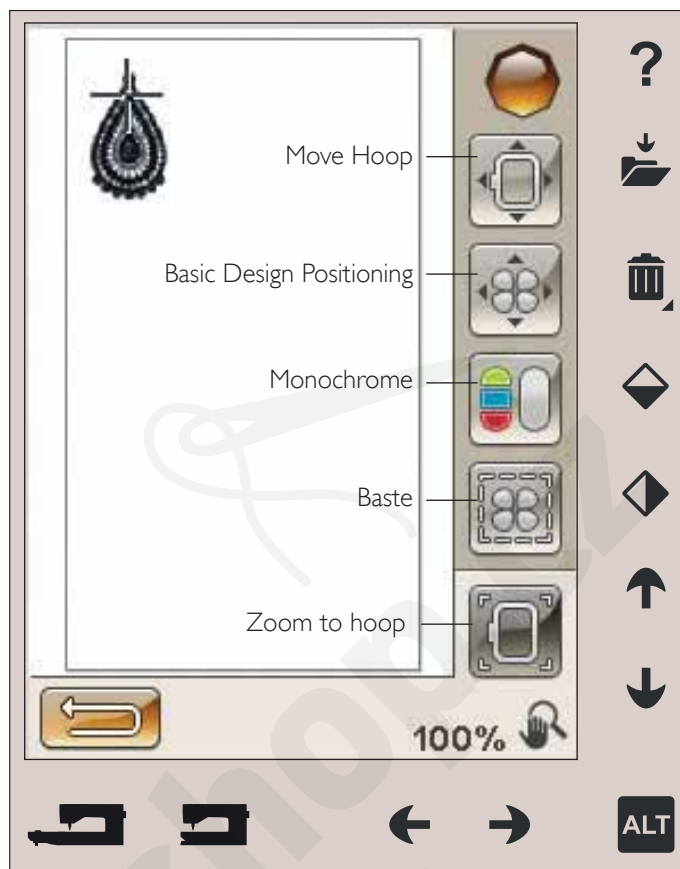 ?
Move Hoop
Basic Design Positioning
Monochrome
Baste
Zoom to hoop
100%
ALT